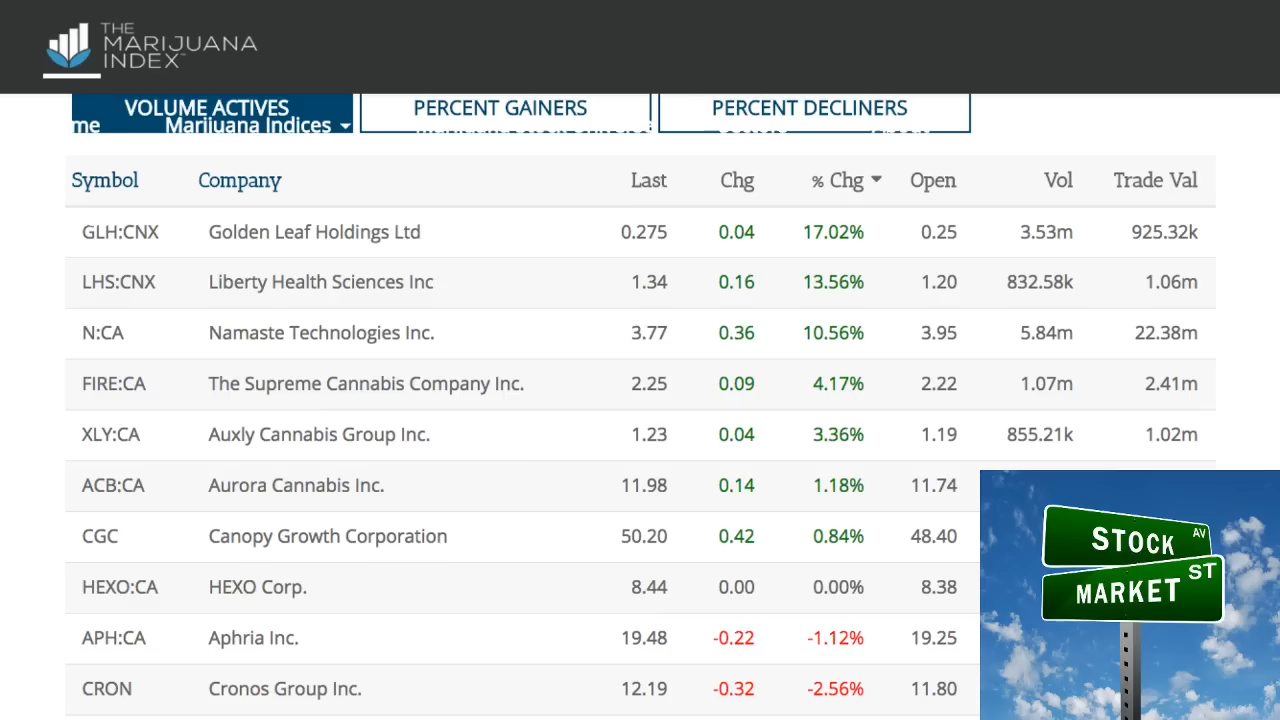 THE
MARIJUANA
INDEX™
VOLUME ACTIVES PERCENT GAINERS PERCENT DECLINERS
me Marijuana Indices
Symbol Company Last Chg % Chg Open Vol Trade Val
GLH:CNX Golden Leaf Holdings Ltd 0.275 0.04 17.02% 0.25 3.53m 925.32k
LHS:CNX Liberty Health Sciences Inc 1.34 0.16 13.56% 1.20 832.58k 1.06m
N:CA Namaste Technologies Inc. 3.77 0.36 10.56% 3.95 5.84m 22.38m
FIRE:CA The Supreme Cannabis Company Inc. 2.25 0.09 4.17% 2.22 1.07m 2.41m
XLY:CA Auxly Cannabis Group Inc. 1.23 0.04 3.36% 1.19 855.21k 1.02m
ACB:CA Aurora Cannabis Inc. 11.98 0.14 1.18% 11.74
CGC Canopy Growth Corporation 50.20 0.42 0.84% 48.40
HEXO:CA HEXO Corp. 8.44 0.00 0.00% 8.38
APH:CA Aphria Inc. 19.48 -0.22 -1.12% 19.25
CRON Cronos Group Inc. 12.19 -0.32 -2.56% 11.80
STOCK AV
MARKET ST